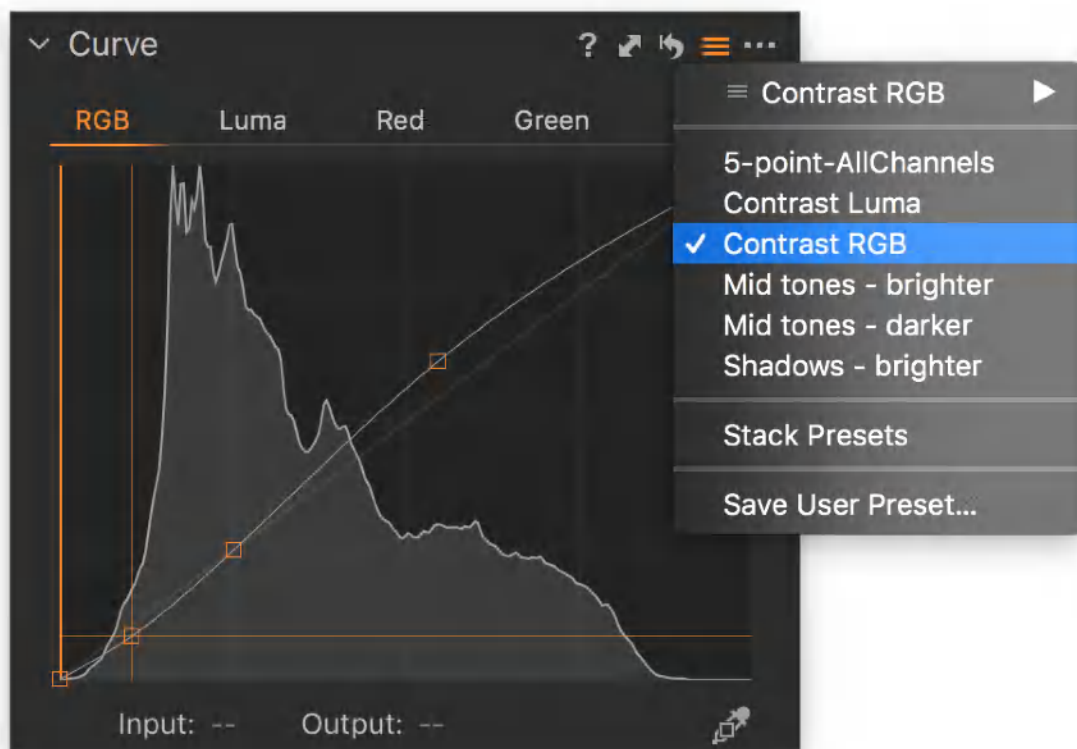 Curve
?
RGB Luma Red Green
Contrast RGB
5-point-AllChannels
Contrast Luma
Contrast RGB
Mid tones - brighter
Mid tones - darker
Shadows - brighter
Stack Presets
Save User Preset...
Input: -- Output: --